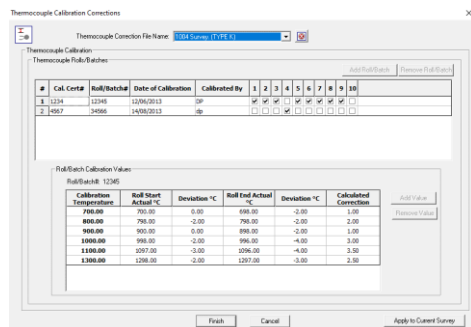 Thermocouple Calibration Corrections
Thermocouple Correction File Name: 1004 Survey (TYPE K)
Thermocouple Calibration
Thermocouple Rolls/Batches
Add Roll/Batch Remove Roll/Batch
# Cal. Cert# Roll/Batch# Date of Calibration Calibrated By 1 2 3 4 5 6 7 8 9 10
1 1234 12345 12/06/2013 DP
2 4567 34566 14/08/2013 dp
Roll/Batch Calibration Values
Roll/Batch#: 12345
Calibration Temperature Roll Start Actual °C Deviation °C Roll End Actual °C Deviation °C Calculated Correction
700.00 700.00 0.00 698.00 -2.00 1.00
800.00 798.00 -2.00 798.00 -2.00 2.00
900.00 900.00 0.00 898.00 -2.00 1.00
1000.00 998.00 -2.00 996.00 -4.00 3.00
1100.00 1097.00 -3.00 1096.00 -4.00 3.50
1300.00 1298.00 -2.00 1297.00 -3.00 2.50
Add Value
Remove Value
Finish Cancel Apply to Current Survey